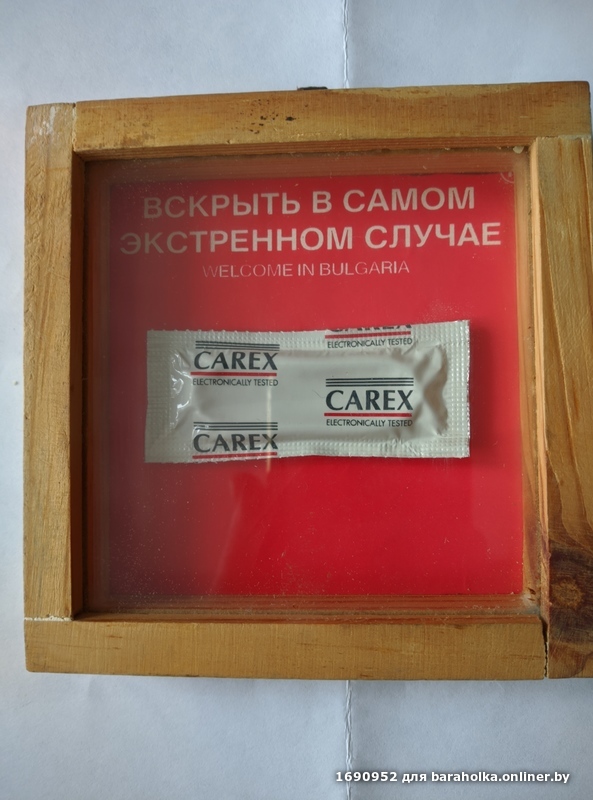 ВСКРЫТЬ В САМОМ
ЭКСТРЕННОМ СЛУЧАЕ
WELCOME IN BULGARIA
CAREX
ELECTRONICALLY TESTED
CAREX
ELECTRONICALLY TESTED
CAREX
ELECTRONICALLY TESTED
CAREX
1690952 для baraholka.onliner.by